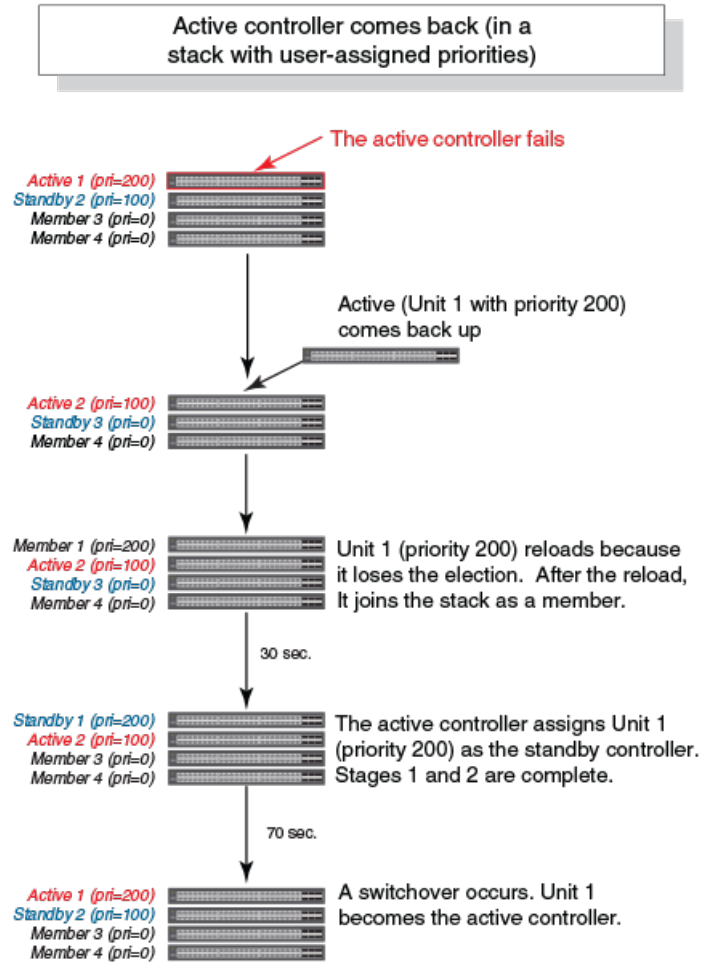 Active controller comes back (in a
stack with user-assigned priorities)
The active controller fails
Active 1 (pri=200)
Standby 2 (pri=100)
Member 3 (pri=0)
Member 4 (pri=0)
Active (Unit 1 with priority 200)
comes back up
Active 2 (pri=100)
Standby 3 (pri=0)
Member 4 (pri=0)
Member 1 (pri=200)
Active 2 (pri=100)
Standby 3 (pri=0)
Member 4 (pri=0)
Unit 1 (priority 200) reloads because
it loses the election. After the reload,
It joins the stack as a member.
30 sec.
Standby 1 (pri=200)
Active 2 (pri=100)
Member 3 (pri=0)
Member 4 (pri=0)
The active controller assigns Unit 1
(priority 200) as the standby controller.
Stages 1 and 2 are complete.
70 sec.
Active 1 (pri=200)
Standby 2 (pri=100)
Member 3 (pri=0)
Member 4 (pri=0)
A switchover occurs. Unit 1
becomes the active controller.